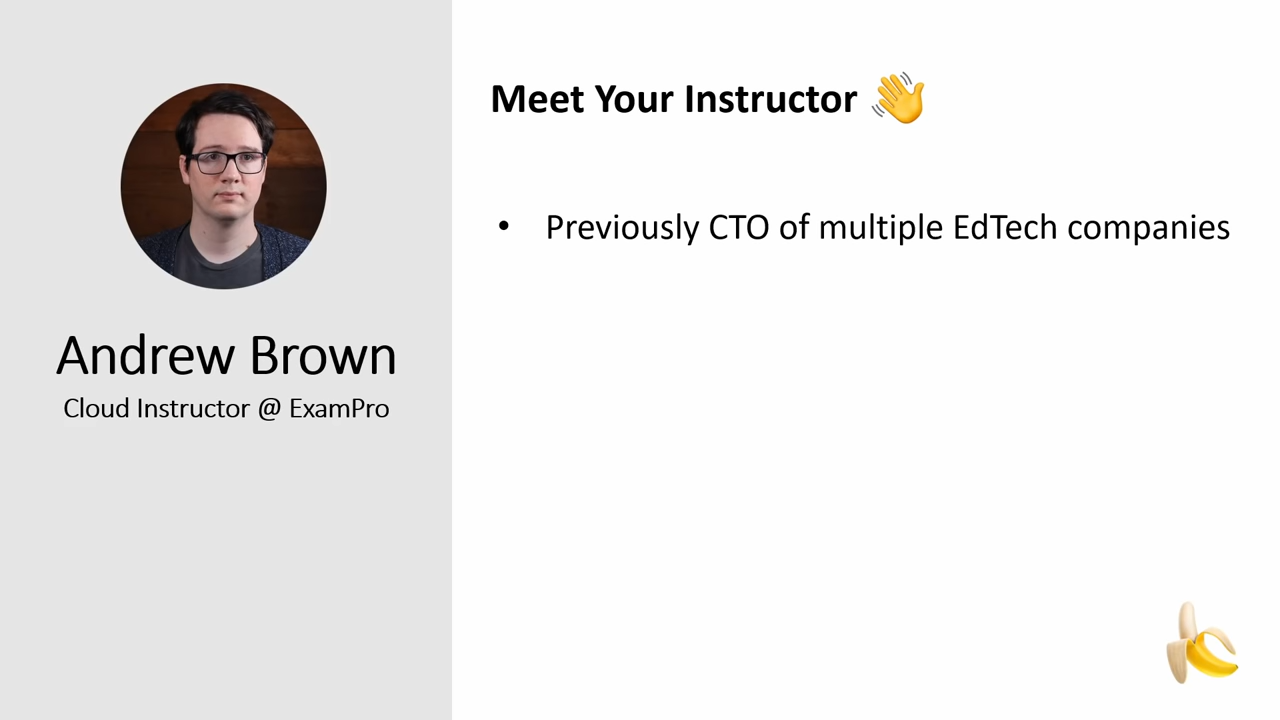 Meet Your Instructor 👋
• Previously CTO of multiple EdTech companies
Andrew Brown
Cloud Instructor @ ExamPro